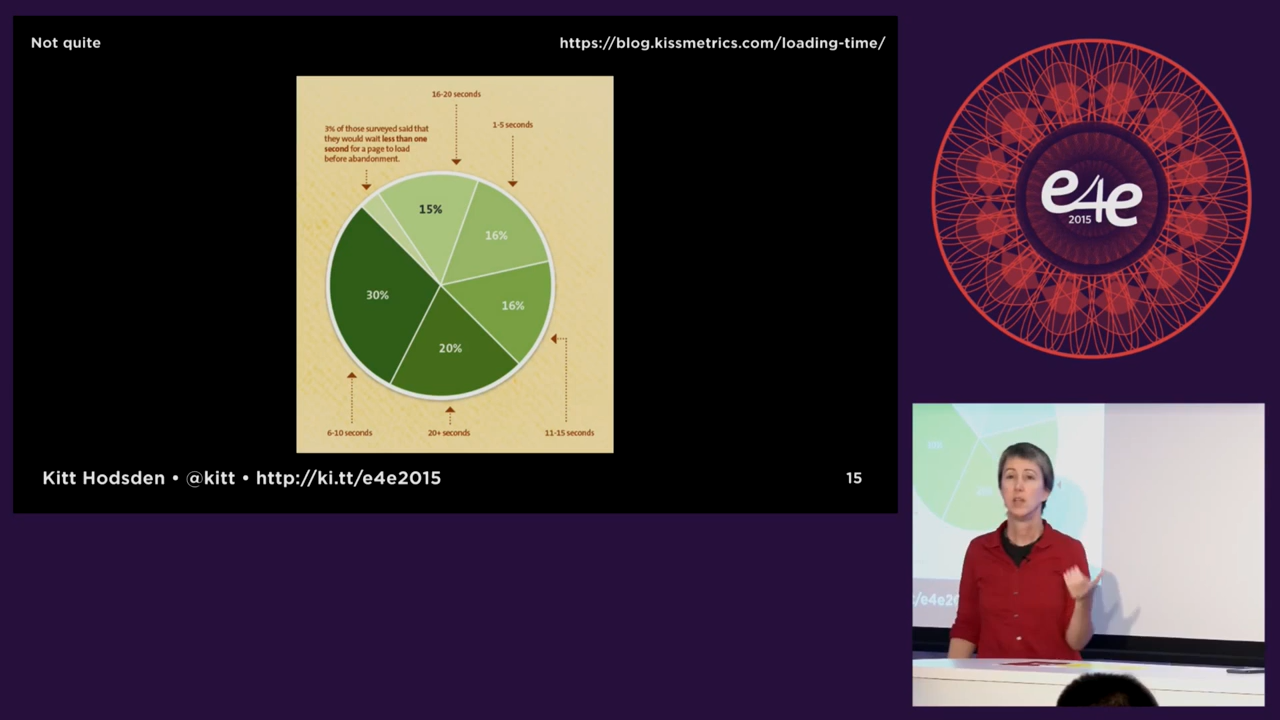 Not quite
https://blog.kissmetrics.com/loading-time/
16-20 seconds
1-5 seconds
3% of those surveyed said that
they would wait less than one
second for a page to load
before abandonment.
15%
16%
30%
16%
20%
6-10 seconds
20+ seconds
11-15 seconds
Kitt Hodsden • @kitt • http://ki.tt/e4e2015
15
e4e
2015
/e4e2